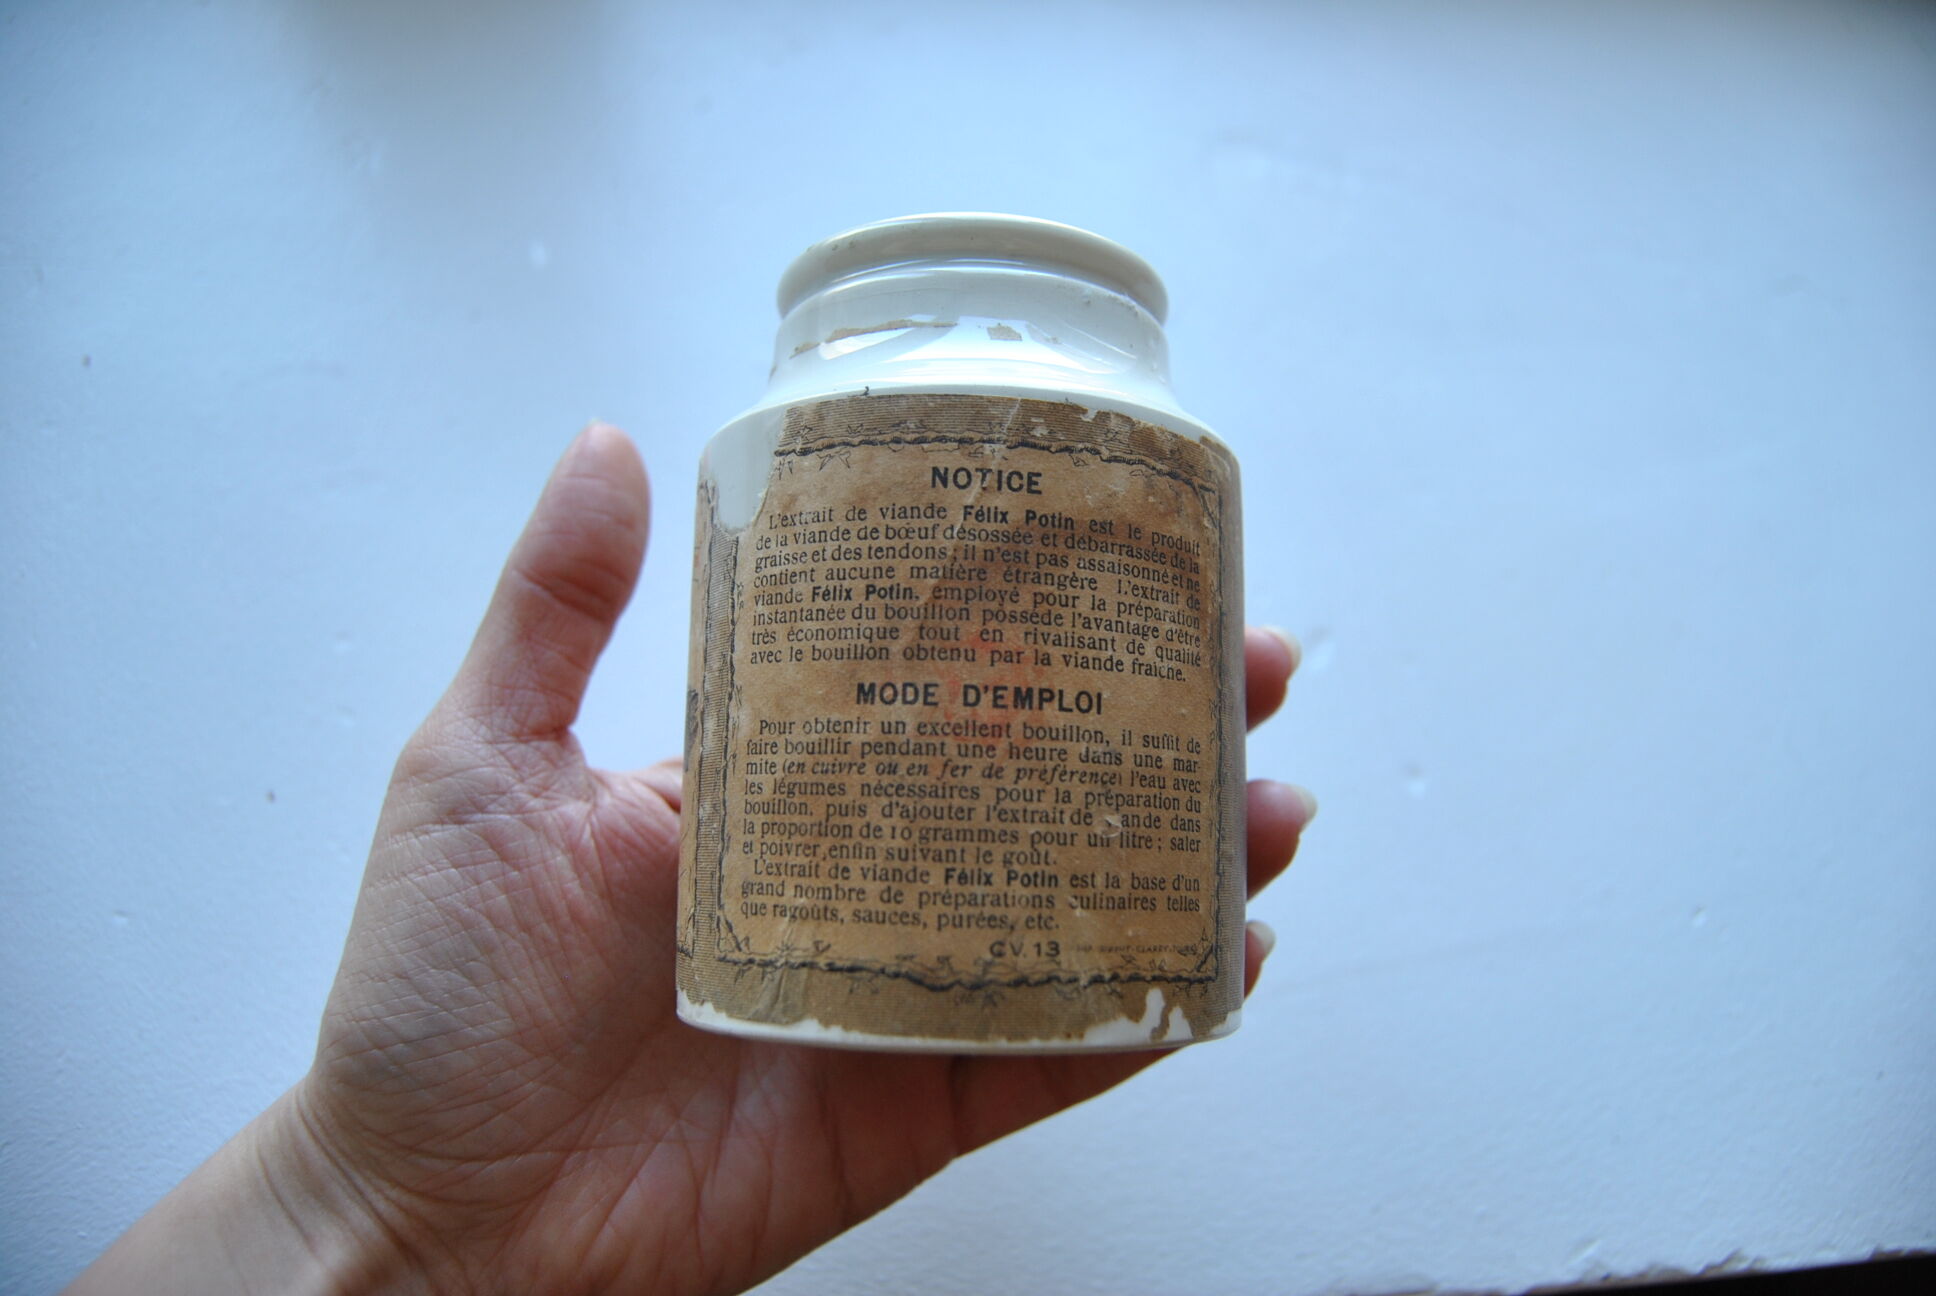 NOTICE
L'extrait de viande Félix Potin est le produit
de la viande de bœuf désossée et débarrassée de la
graisse et des tendons ; il n'est pas assaisonné et ne
contient aucune matière étrangère L'extrait de
viande Félix Potin, employé pour la préparation
instantanée du bouillon possède l'avantage d'être
très économique tout en rivalisant de qualité
avec le bouillon obtenu par la viande fraîche.
MODE D'EMPLOI
Pour obtenir un excellent bouillon, il suffit de
faire bouillir pendant une heure dans une mar-
mite (en cuivre ou en fer de préférence) l'eau avec
les légumes nécessaires pour la préparation du
bouillon, puis d'ajouter l'extrait de ande dans
la proportion de 10 grammes pour un litre ; saler
et poivrer, enfin suivant le goût.
L'extrait de viande Félix Potin est la base d'un
grand nombre de préparations culinaires telles
que ragoûts, sauces, purées, etc.
CV. 13